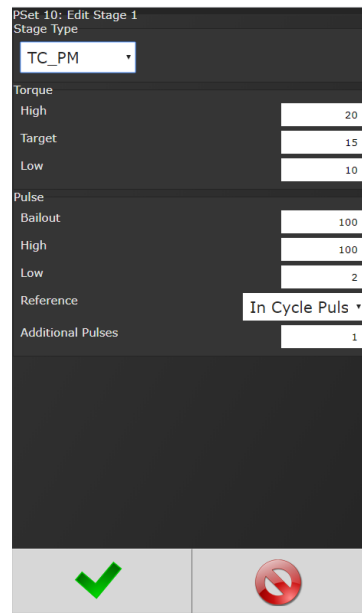 PSet 10: Edit Stage 1
Stage Type
TC_PM
Torque
High 20
Target 15
Low 10
Pulse
Bailout 100
High 100
Low 2
Reference In Cycle Puls
Additional Pulses 1